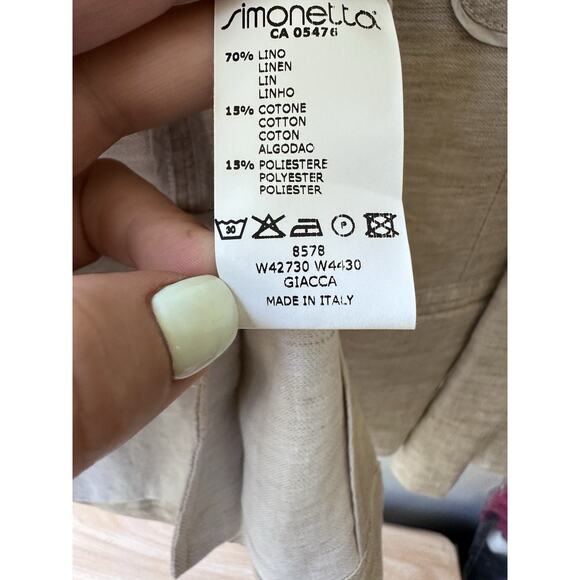 simonetta
CA 05476
70% LINO
LINEN
LIN
LINHO
15% COTONE
COTTON
COTON
ALGODAO
15% POLIESTERE
POLYESTER
POLIESTER
30 P
8578
W42730 W4430
GIACCA
MADE IN ITALY